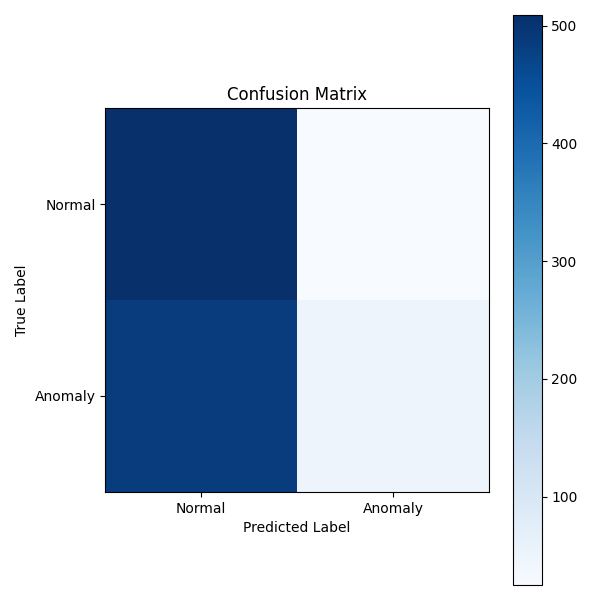 Confusion Matrix
500
400
300
200
100
True Label
Normal
Anomaly
Normal
Anomaly
Predicted Label